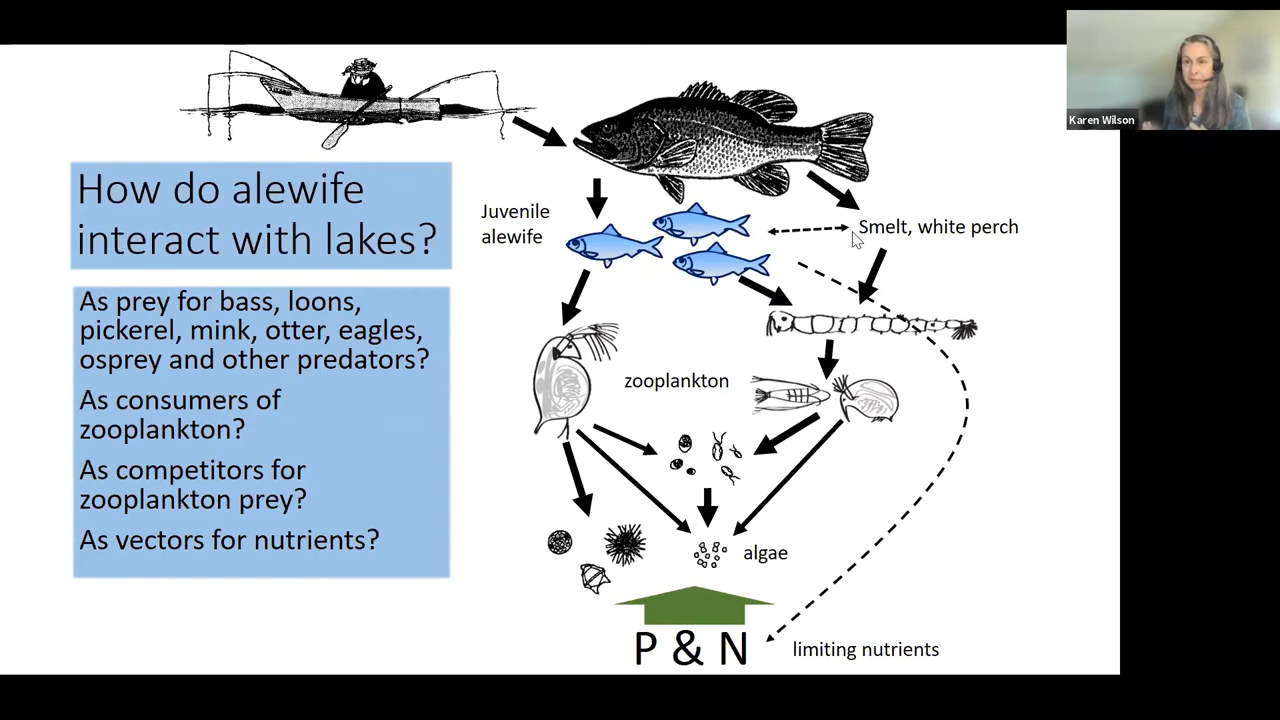 Karen Wilson
How do alewife
interact with lakes?
As prey for bass, loons,
pickerel, mink, otter, eagles,
osprey and other predators?
As consumers of
zooplankton?
As competitors for
zooplankton prey?
As vectors for nutrients?
Juvenile
alewife
Smelt, white perch
zooplankton
algae
P & N
limiting nutrients